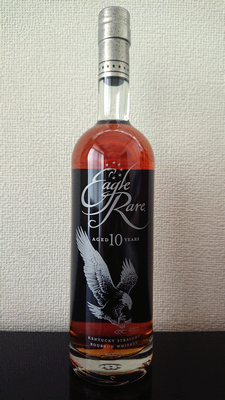 Eagle
Rare
AGED 10 YEARS
KENTUCKY STRAIGHT
BOURBON WHISKEY